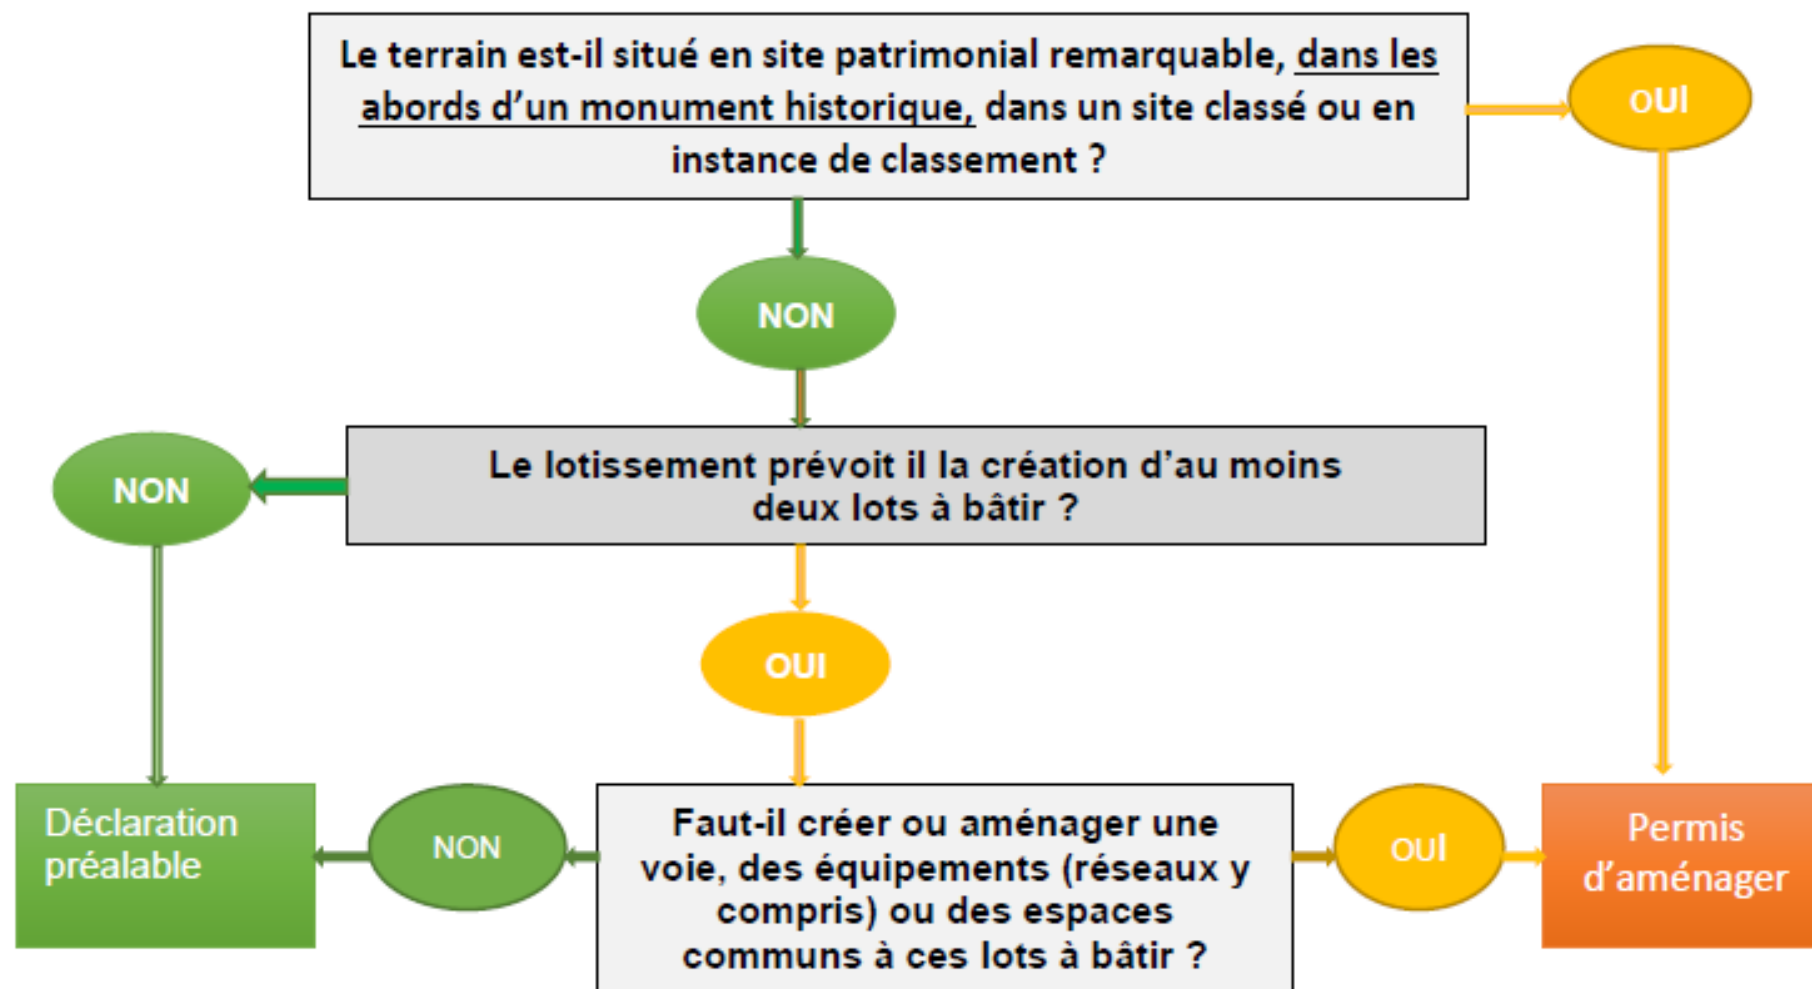 Le terrain est-il situé en site patrimonial remarquable, dans les
abords d'un monument historique, dans un site classé ou en
instance de classement ?
OUI
NON
Le lotissement prévoit il la création d'au moins
deux lots à bâtir ?
NON
OUI
Déclaration
préalable
NON
Faut-il créer ou aménager une
voie, des équipements (réseaux y
compris) ou des espaces
communs à ces lots à bâtir ?
OUI
Permis
d'aménager